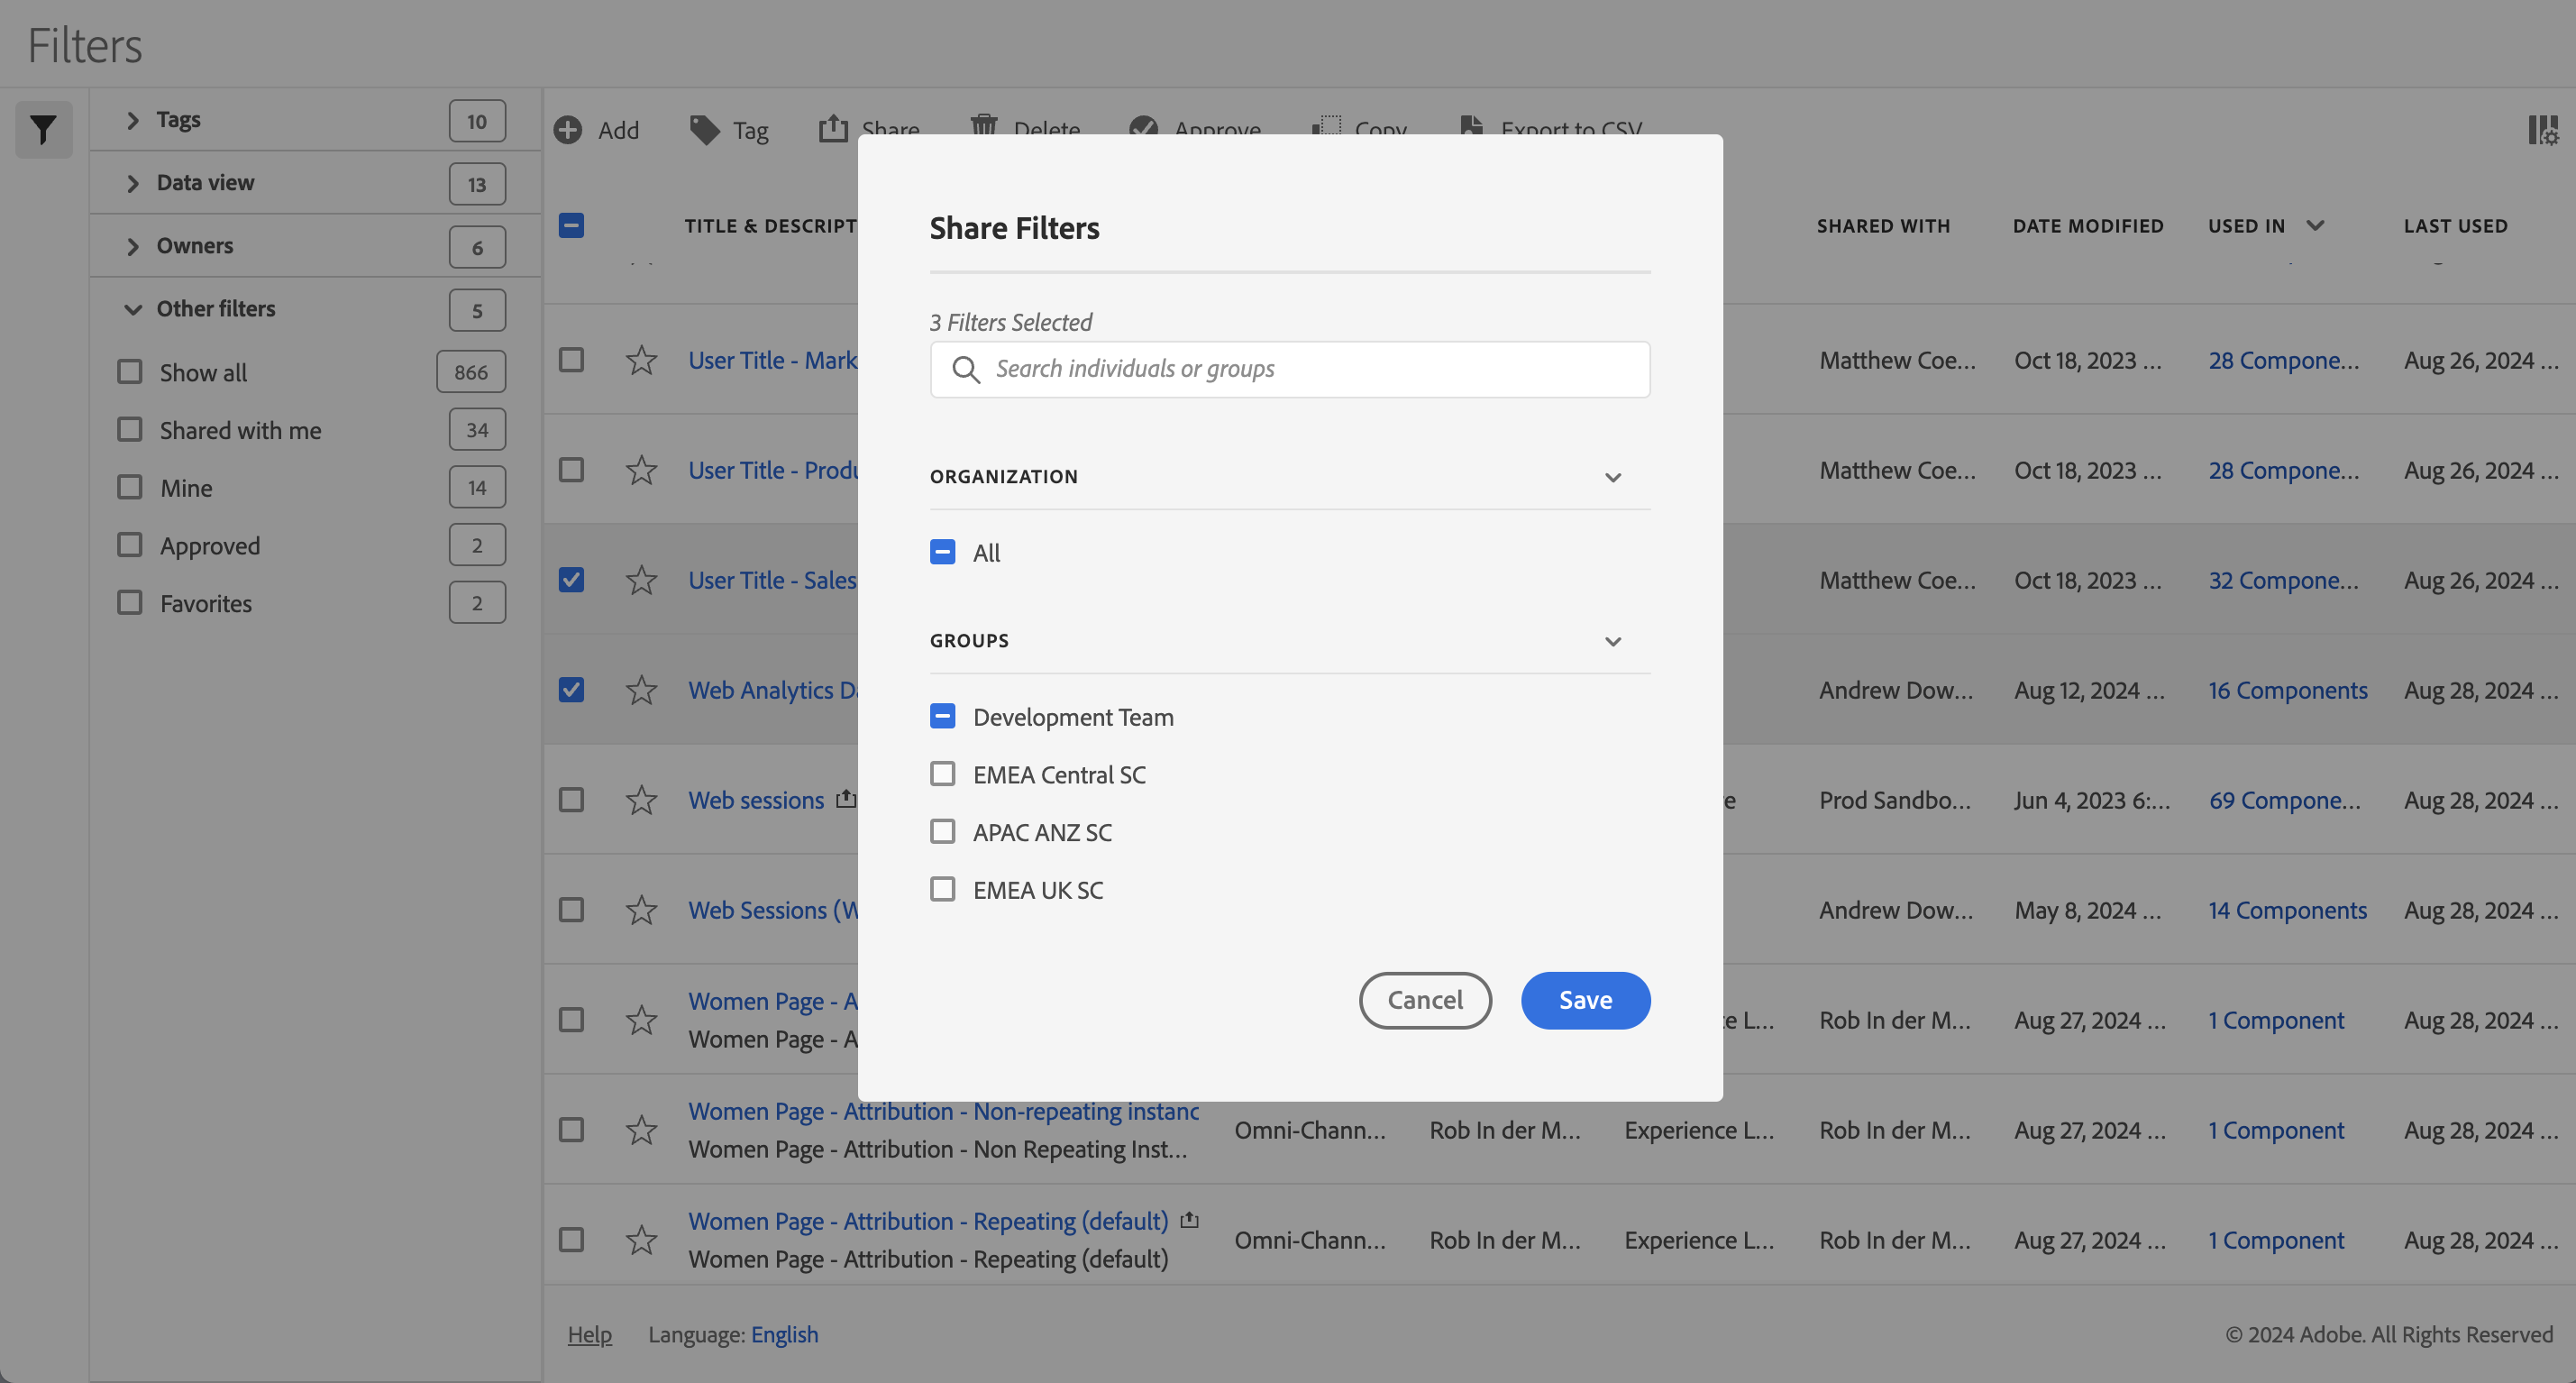 Filters
Tags 10
Data view 13
Owners 6
Other filters 5
Show all 866
Shared with me 34
Mine 14
Approved 2
Favorites 2
Add Tag Share Delete Approve Copy Export to CSV
TITLE & DESCRIPT SHARED WITH DATE MODIFIED USED IN LAST USED
User Title - Mark Matthew Coe... Oct 18, 2023 ... 28 Compone... Aug 26, 2024 ...
User Title - Produ Matthew Coe... Oct 18, 2023 ... 28 Compone... Aug 26, 2024 ...
User Title - Sales Matthew Coe... Oct 18, 2023 ... 32 Compone... Aug 26, 2024 ...
Web Analytics Da Andrew Dow... Aug 12, 2024 ... 16 Components Aug 28, 2024 ...
Web sessions e Prod Sandbo... Jun 4, 2023 6:... 69 Compone... Aug 28, 2024 ...
Web Sessions (W Andrew Dow... May 8, 2024 ... 14 Components Aug 28, 2024 ...
Women Page - A
Women Page - A
ce L... Rob In der M... Aug 27, 2024 ... 1 Component Aug 28, 2024 ...
Women Page - Attribution - Non-repeating instanc
Women Page - Attribution - Non Repeating Inst...
Omni-Chann... Rob In der M... Experience L... Rob In der M... Aug 27, 2024 ... 1 Component Aug 28, 2024 ...
Women Page - Attribution - Repeating (default)
Women Page - Attribution - Repeating (default)
Omni-Chann... Rob In der M... Experience L... Rob In der M... Aug 27, 2024 ... 1 Component Aug 28, 2024 ...
Share Filters
3 Filters Selected
Search individuals or groups
ORGANIZATION
All
GROUPS
Development Team
EMEA Central SC
APAC ANZ SC
EMEA UK SC
Cancel Save
Help Language: English © 2024 Adobe. All Rights Reserved